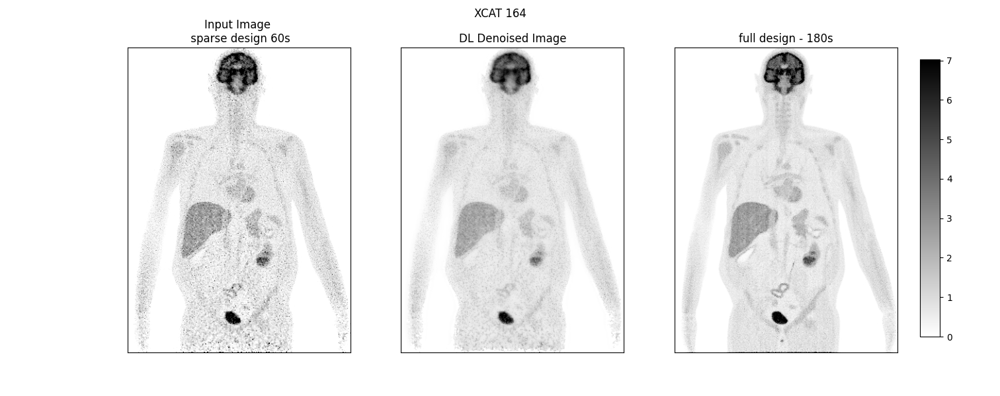 XCAT 164
Input Image
sparse design 60s
DL Denoised Image
full design - 180s
7
6
5
4
3
2
1
0